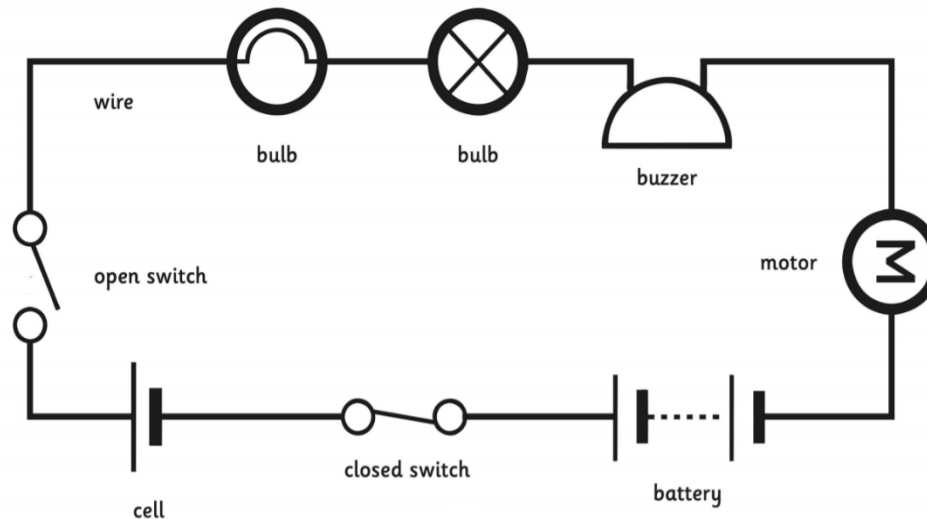 wire
bulb
bulb
buzzer
open switch
motor
M
cell
closed switch
battery